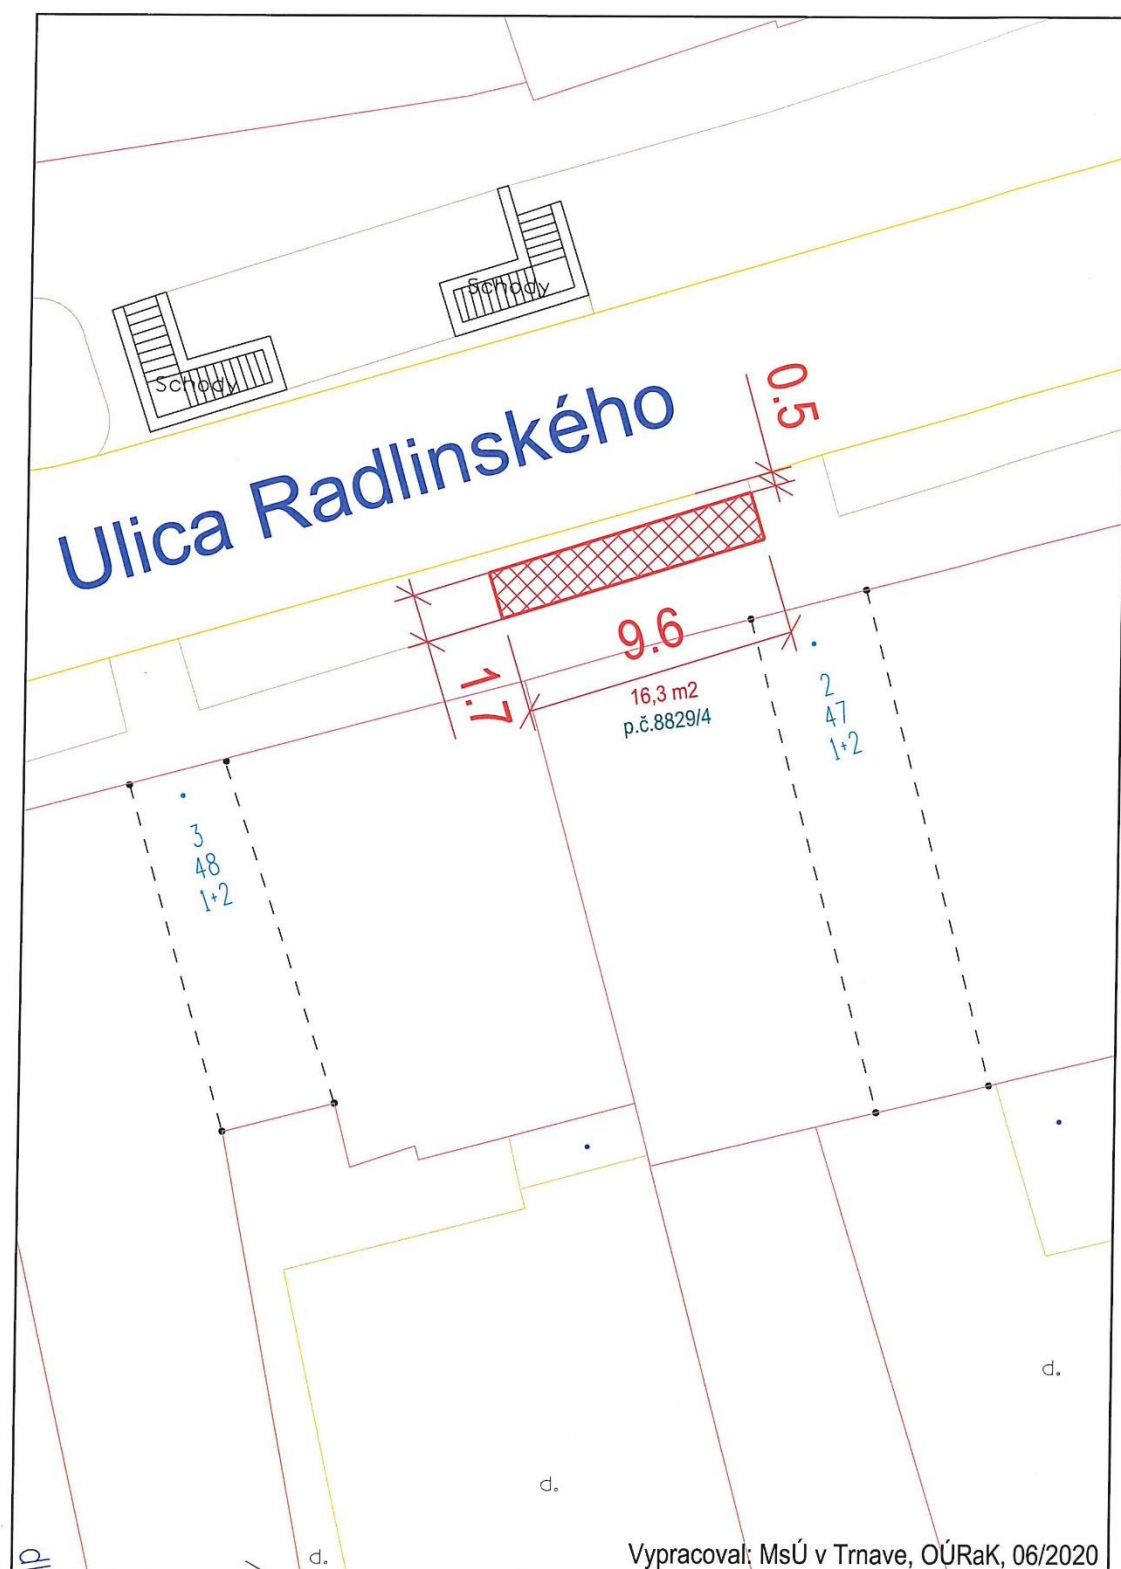 Schody
Schody
Ulica Radlinského
0.5
9.6
1.7
16,3 m2
p.č.8829/4
2
47
1+2
3
48
1+2
d.
d.
d.
Vypracoval: MsÚ v Trnave, OÚRaK, 06/2020